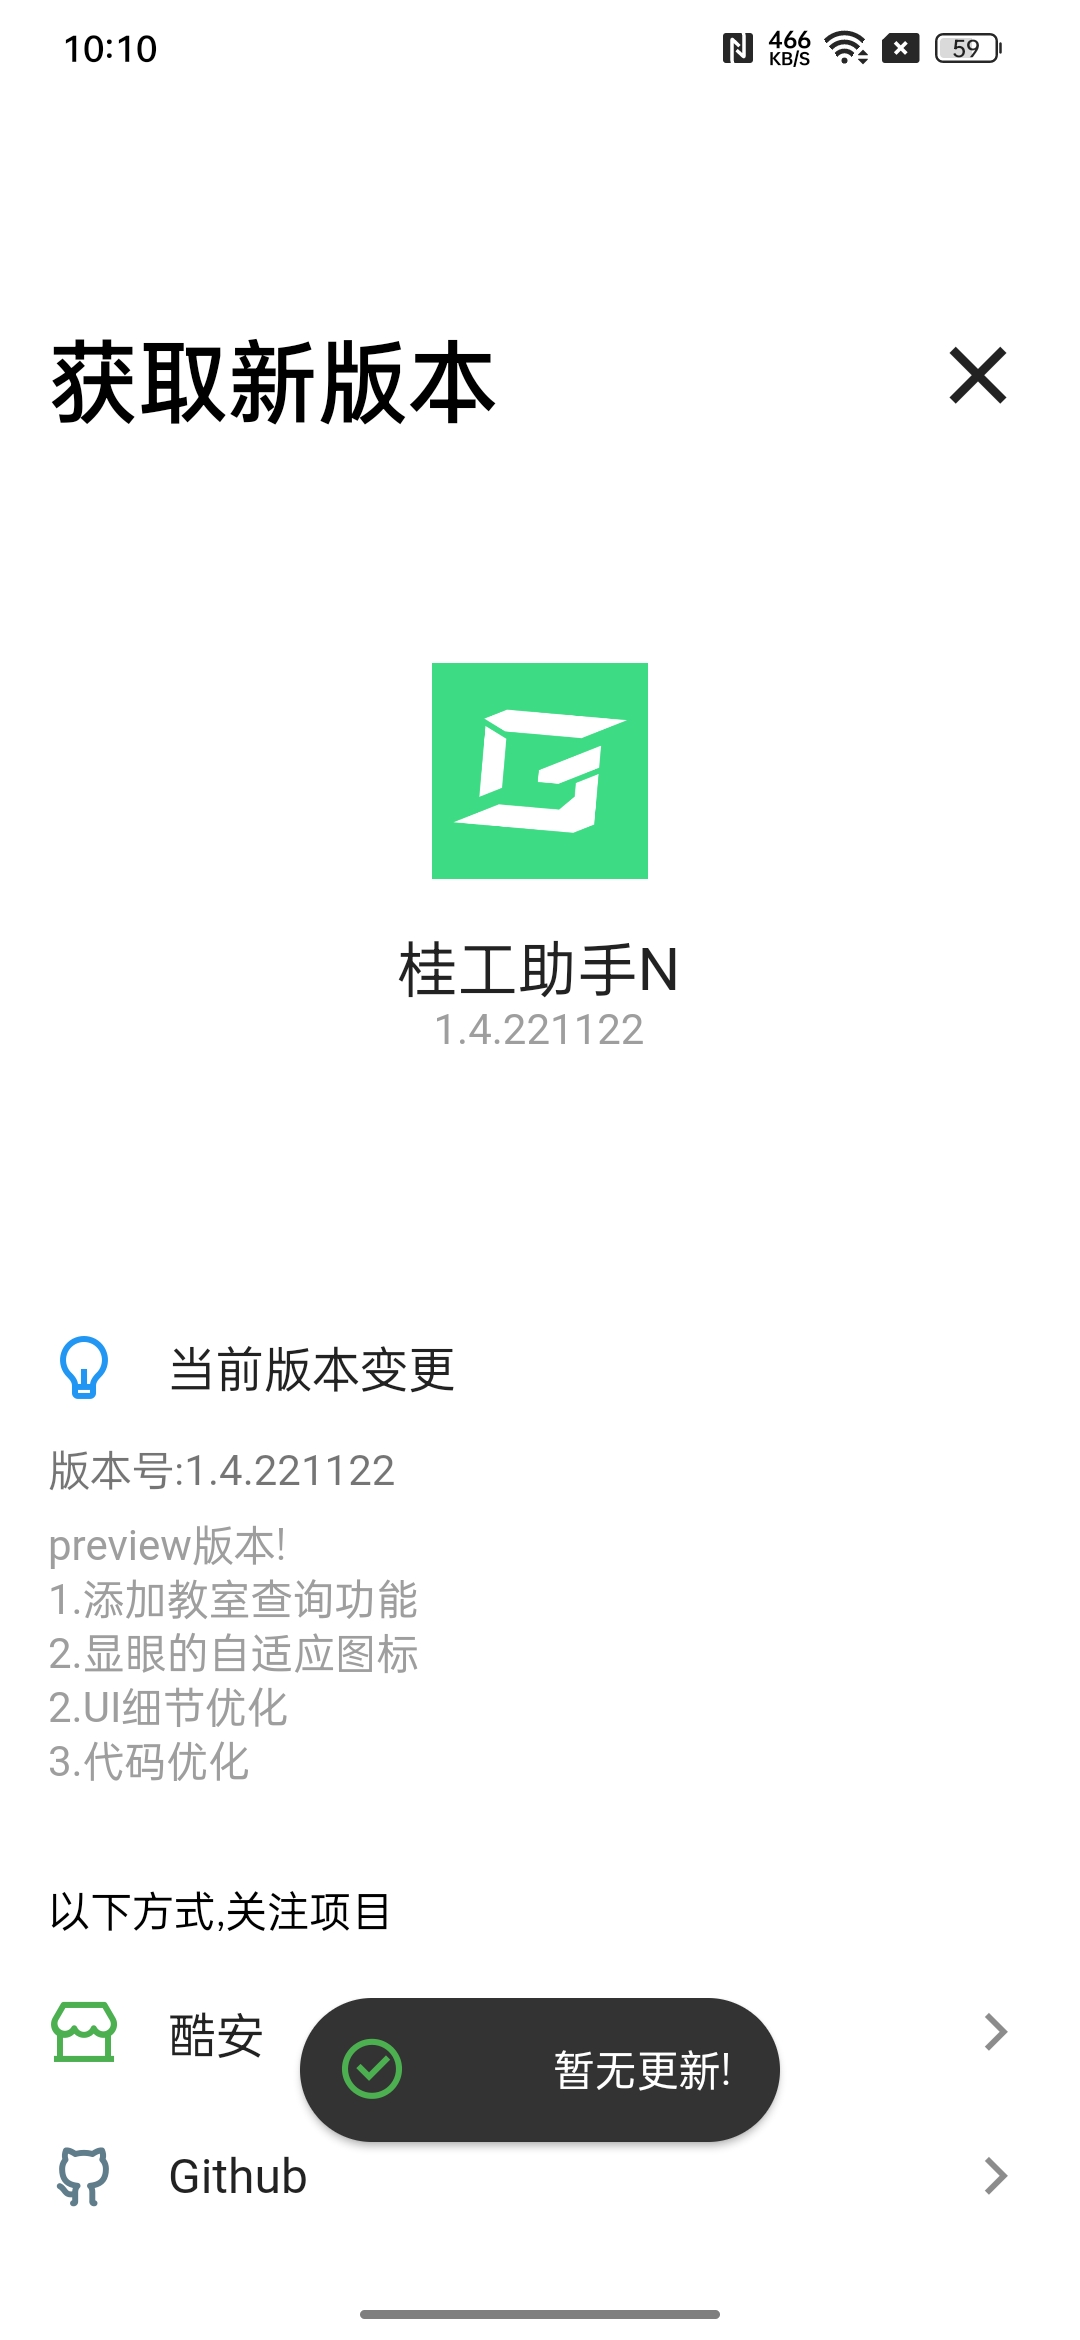 10:10
466
KB/S
59
获取新版本
桂工助手N
1.4.221122
当前版本变更
版本号:1.4.221122
preview版本!
1.添加教室查询功能
2.显眼的自适应图标
2.UI细节优化
3.代码优化
以下方式,关注项目
酷安
暂无更新!
Github